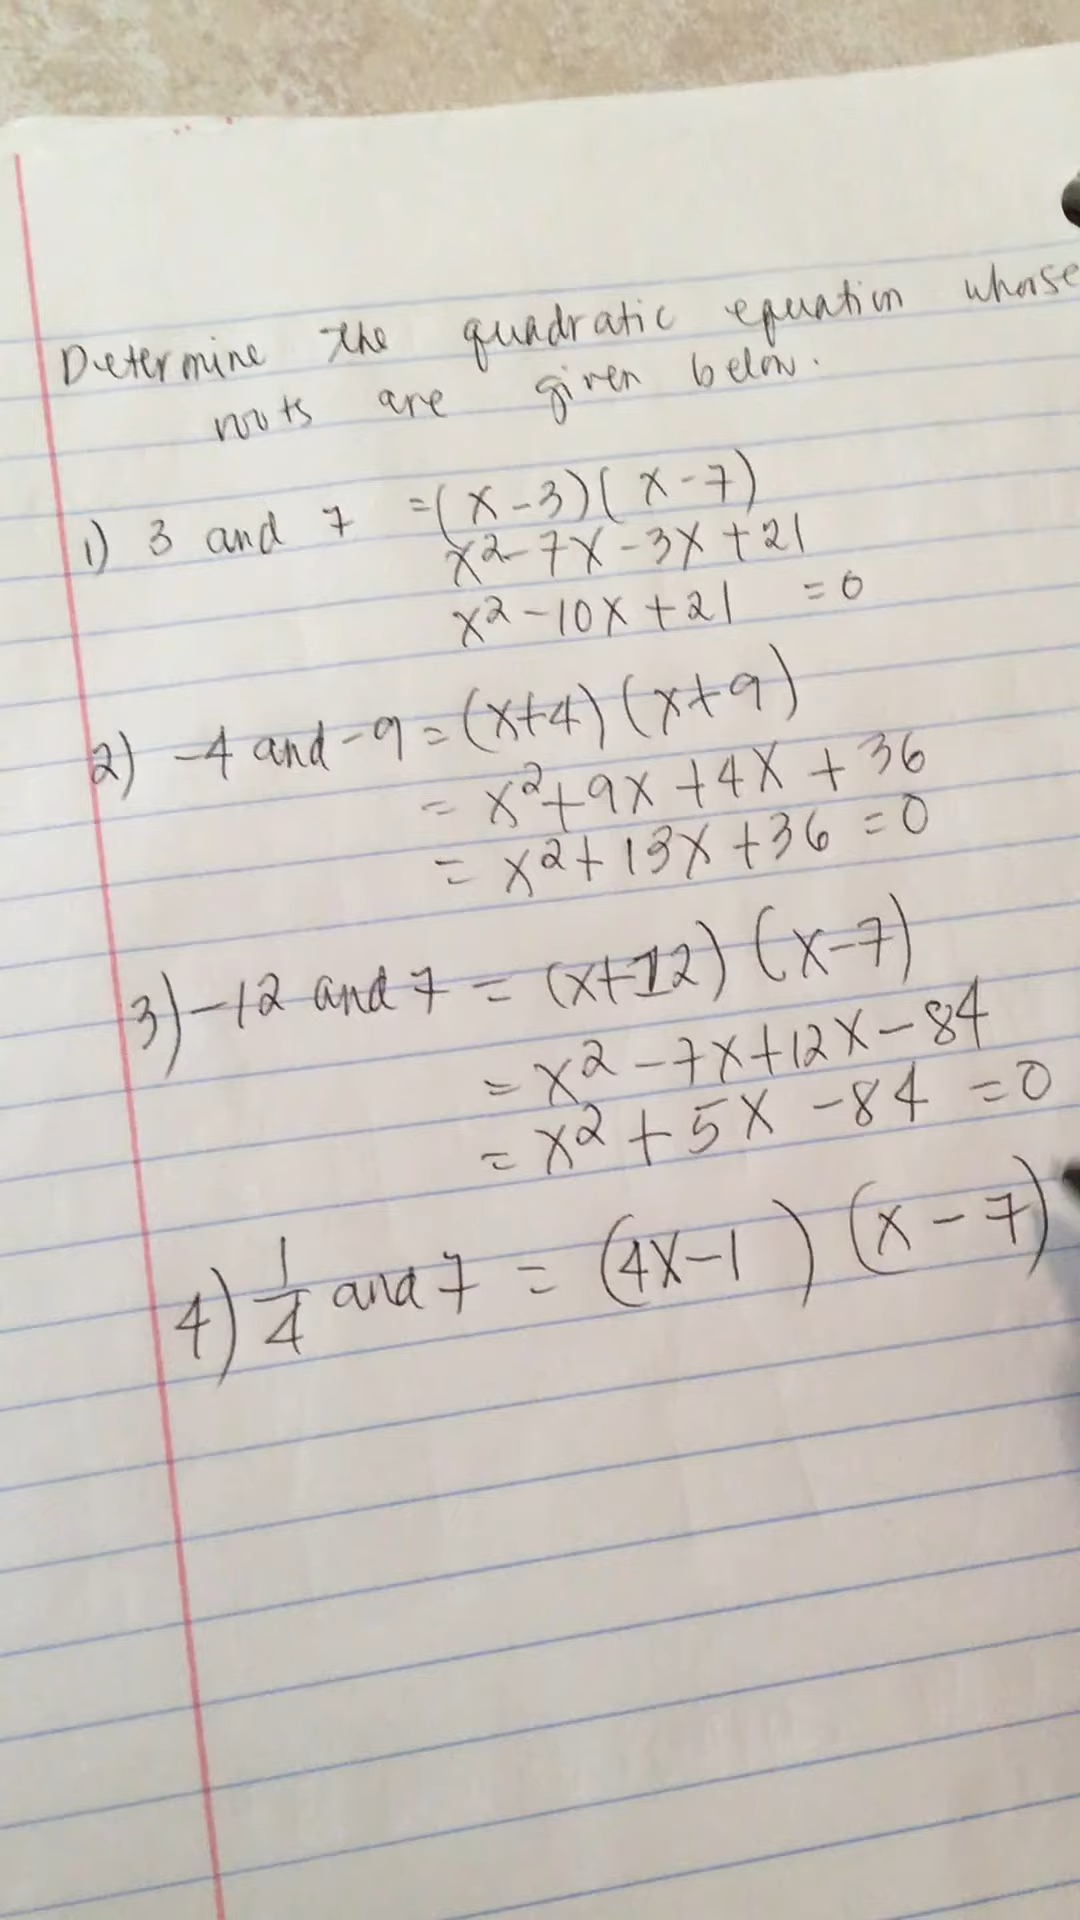 Determine the quadratic equation whose
roots are given below.
1) 3 and 7 =(x-3)(x-7)
x²-7x-3x+21
x²-10x+21 =0
2) -4 and -9=(x+4)(x+9)
= x²+9x+4x+36
= x²+13x+36=0
3) -12 and 7 = (x+12)(x-7)
= x²-7x+12x-84
= x²+5x-84=0
4) 1/4 and 7 = (4x-1)(x-7)